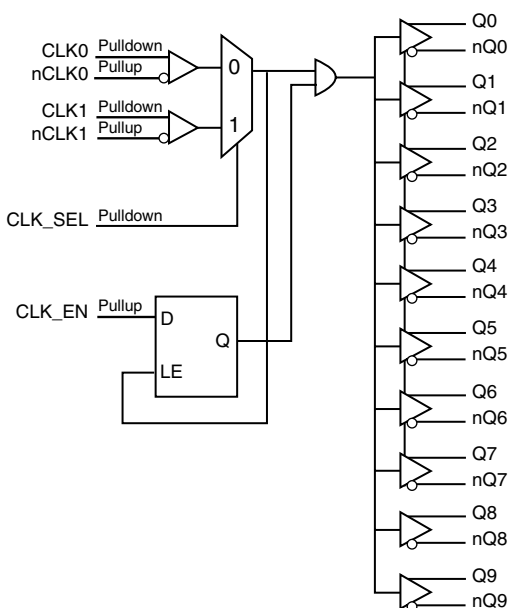 CLK0 Pulldown
nCLK0 Pullup
CLK1 Pulldown
nCLK1 Pullup
0
1
CLK_SEL Pulldown
CLK_EN Pullup
D
Q
LE
Q0
nQ0
Q1
nQ1
Q2
nQ2
Q3
nQ3
Q4
nQ4
Q5
nQ5
Q6
nQ6
Q7
nQ7
Q8
nQ8
Q9
nQ9